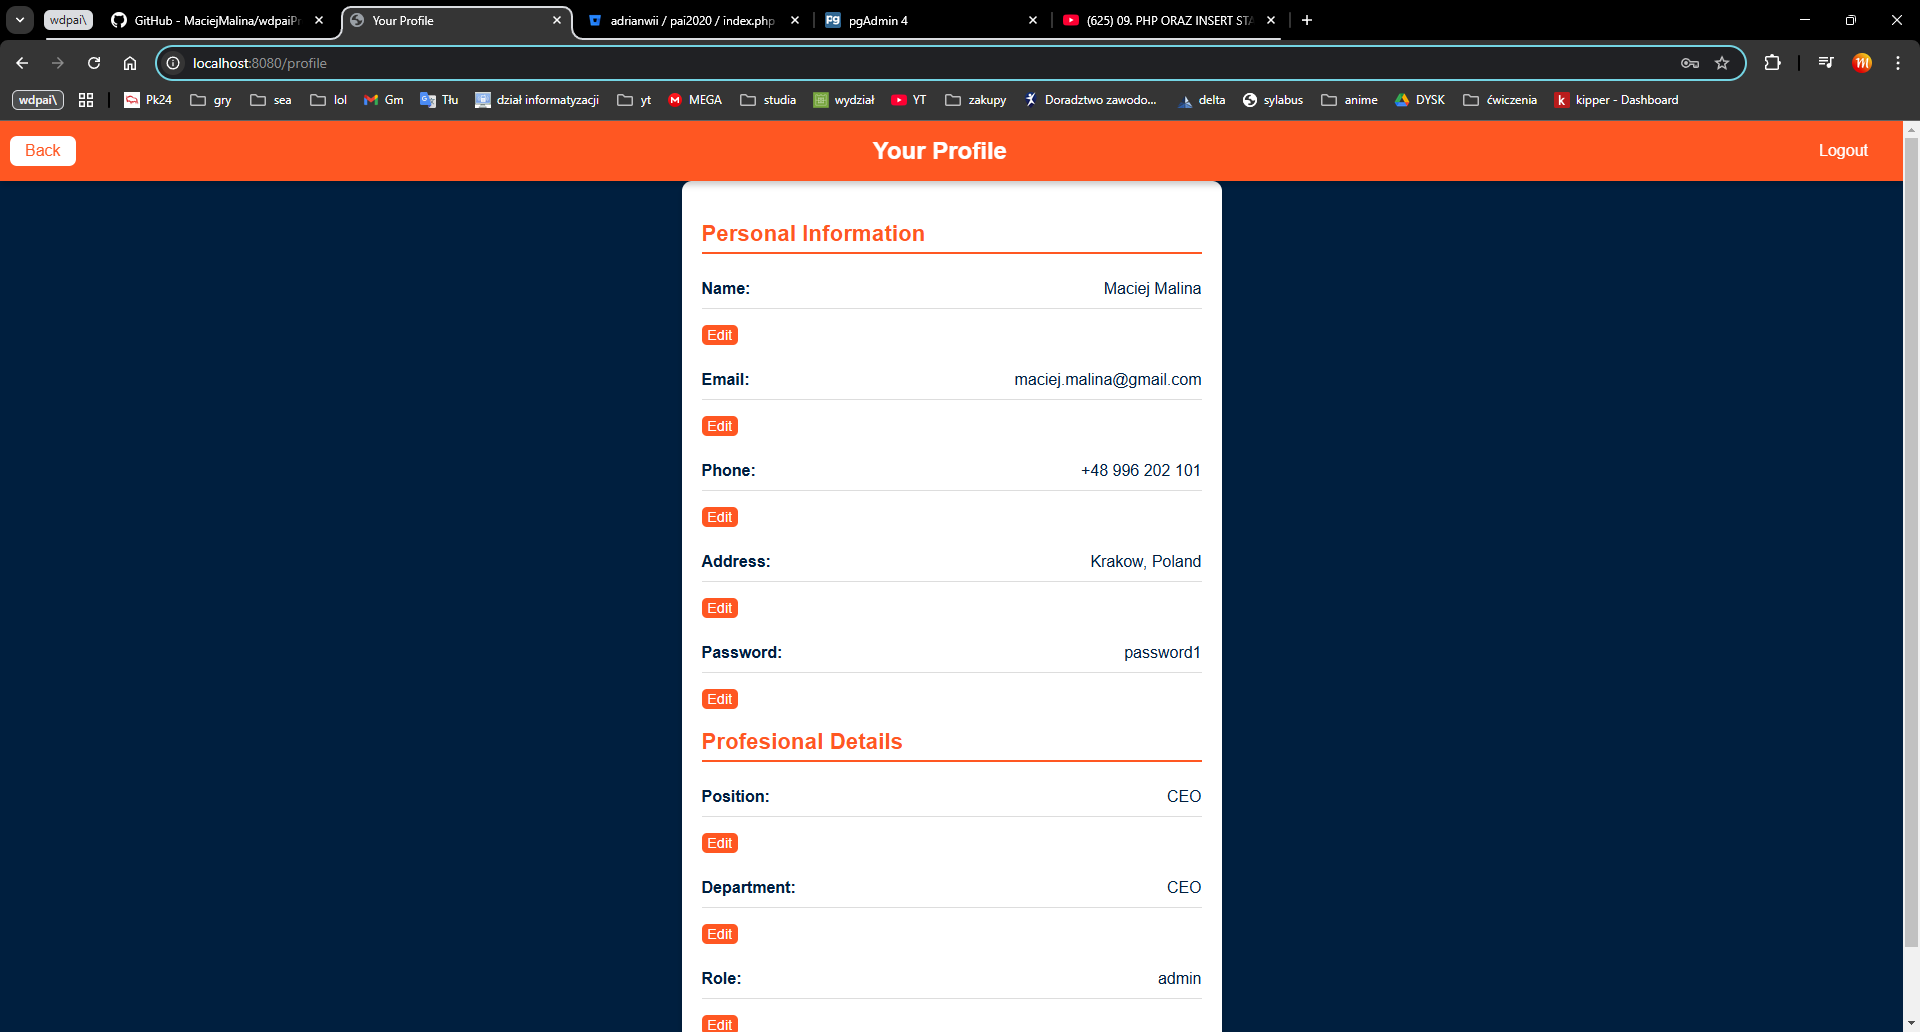 wdpai\ GitHub - MaciejMalina/wdpaiPr Your Profile adrianwii / pai2020 / index.php pgAdmin 4 (625) 09. PHP ORAZ INSERT STA
localhost:8080/profile
wdpai\ Pk24 gry sea lol Gm Tłu dział informatyzacji yt MEGA studia wydział YT zakupy Doradztwo zawodo... delta sylabus anime DYSK ćwiczenia kipper - Dashboard
Back Your Profile Logout
Personal Information
Name: Maciej Malina
Edit
Email: maciej.malina@gmail.com
Edit
Phone: +48 996 202 101
Edit
Address: Krakow, Poland
Edit
Password: password1
Edit
Profesional Details
Position: CEO
Edit
Department: CEO
Edit
Role: admin
Edit